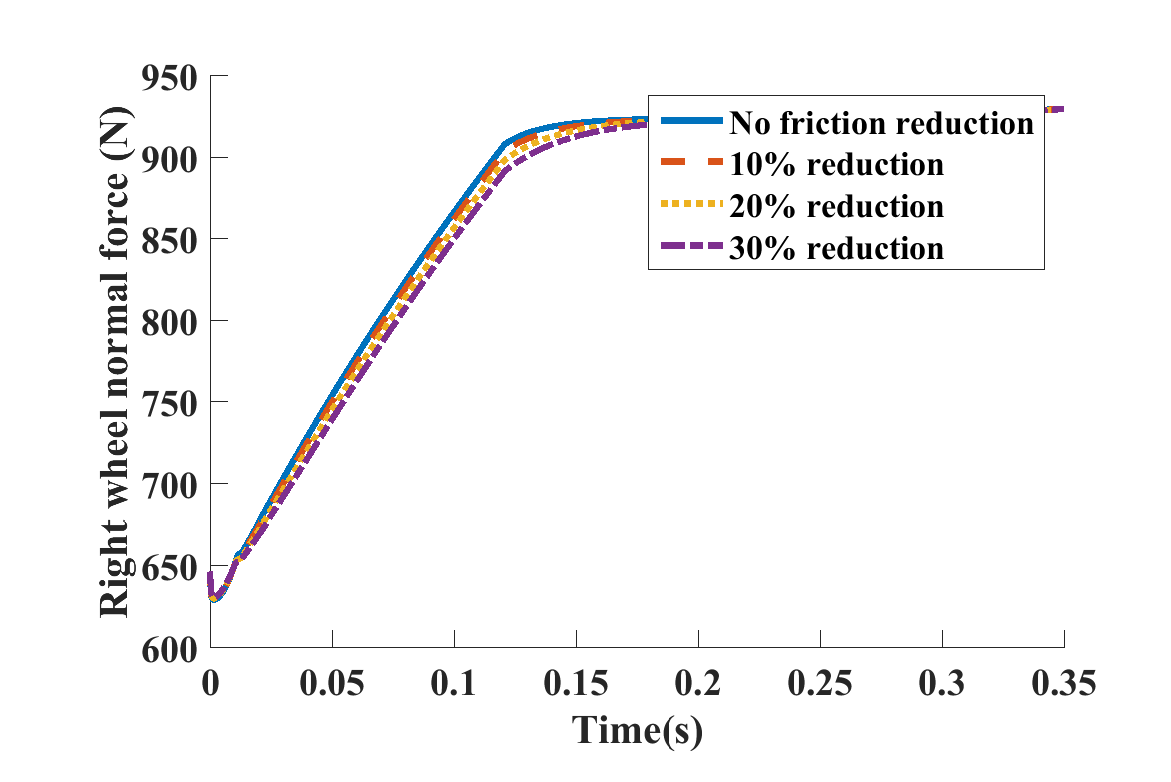 950
900
850
800
750
700
650
600
Right wheel normal force (N)
No friction reduction
10% reduction
20% reduction
30% reduction
0 0.05 0.1 0.15 0.2 0.25 0.3 0.35
Time(s)